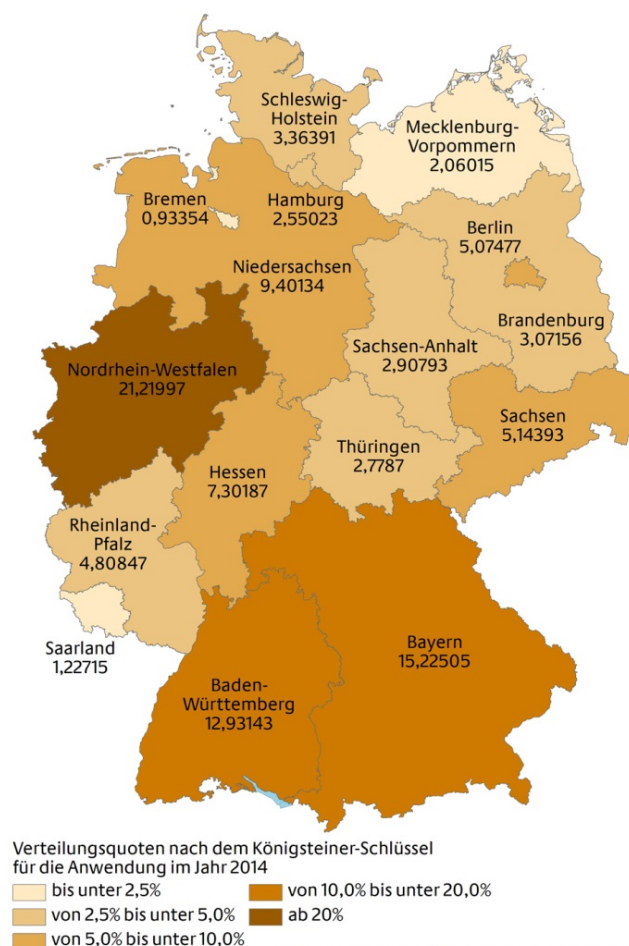 Schleswig-
Holstein
3,36391
Mecklenburg-
Vorpommern
2,06015
Bremen
0,93354
Hamburg
2,55023
Berlin
5,07477
Niedersachsen
9,40134
Brandenburg
3,07156
Sachsen-Anhalt
2,90793
Nordrhein-Westfalen
21,21997
Sachsen
5,14393
Thüringen
2,7787
Hessen
7,30187
Rheinland-
Pfalz
4,80847
Saarland
1,22715
Bayern
15,22505
Baden-
Württemberg
12,93143
Verteilungsquoten nach dem Königsteiner-Schlüssel
für die Anwendung im Jahr 2014
bis unter 2,5%
von 2,5% bis unter 5,0%
von 5,0% bis unter 10,0%
von 10,0% bis unter 20,0%
ab 20%